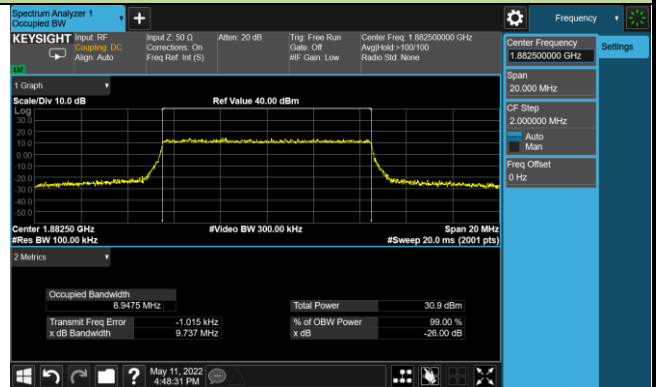 Spectrum Analyzer 1
Occupied BW
+
Frequency
KEYSIGHT
Input: RF
Coupling: DC
Align: Auto
Input Z: 50 Ω
Corrections: On
Freq Ref: Int (S)
Atten: 20 dB
Trig: Free Run
Gate: Off
#IF Gain: Low
Center Freq: 1.882500000 GHz
Avg|Hold:>100/100
Radio Std: None
Center Frequency
1.882500000 GHz
Settings
Span
20.000 MHz
CF Step
2.000000 MHz
Auto
Man
Freq Offset
0 Hz
1 Graph
Scale/Div 10.0 dB
Ref Value 40.00 dBm
Log
30.0
20.0
10.0
0.00
-10.0
-20.0
-30.0
-40.0
-50.0
Center 1.88250 GHz
#Video BW 300.00 kHz
Span 20 MHz
#Res BW 100.00 kHz
#Sweep 20.0 ms (2001 pts)
2 Metrics
Occupied Bandwidth
8.9475 MHz
Total Power
30.9 dBm
Transmit Freq Error
-1.015 kHz
% of OBW Power
99.00 %
x dB Bandwidth
9.737 MHz
x dB
-26.00 dB
?
May 11, 2022
4:48:31 PM